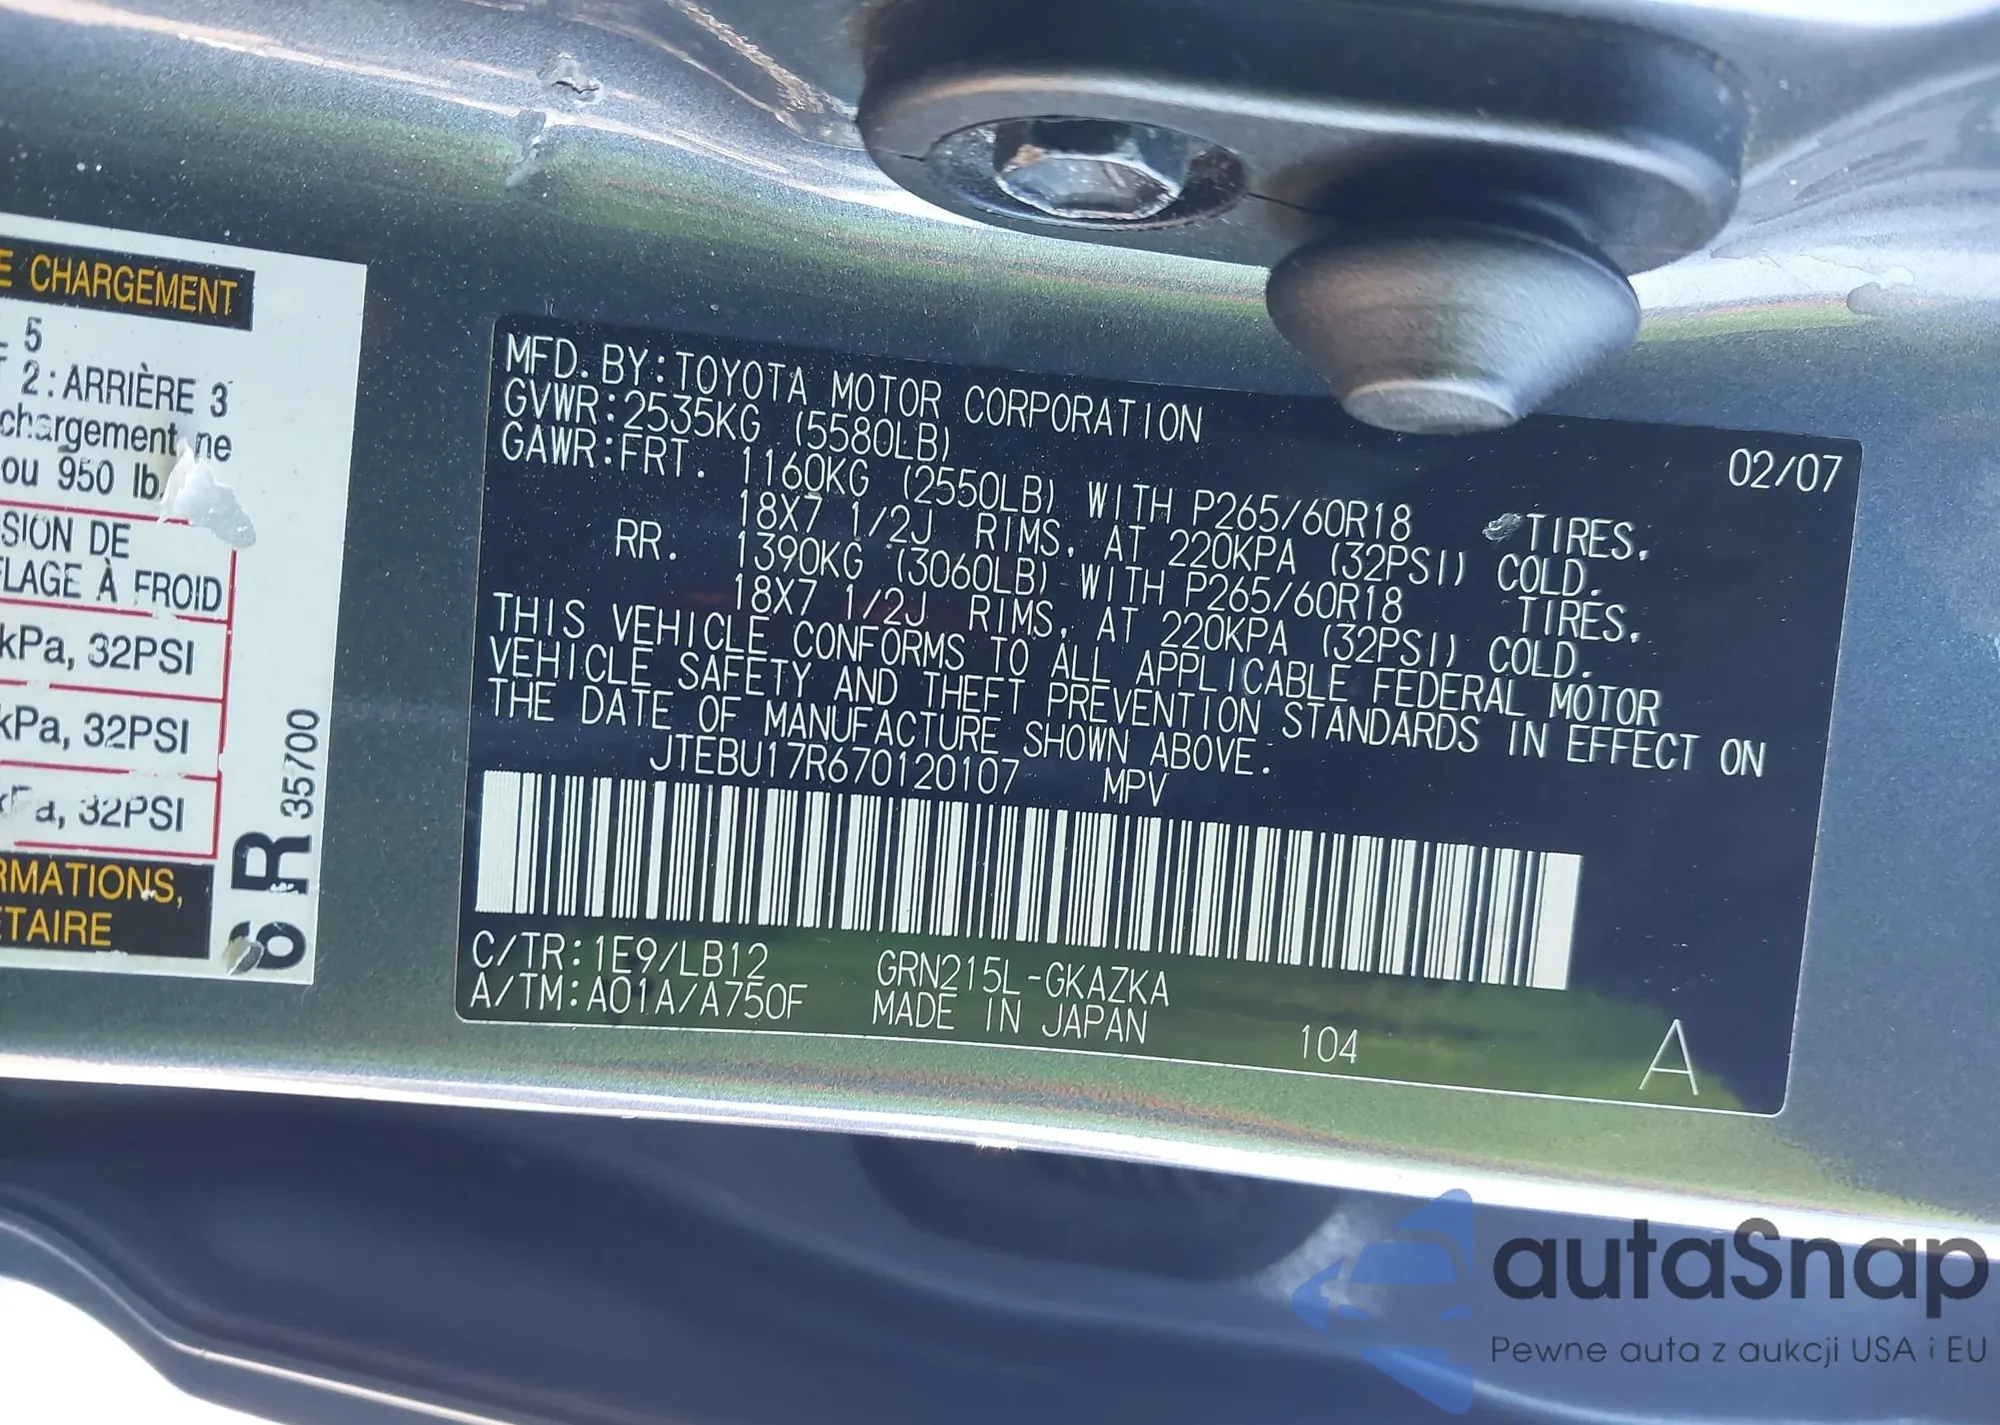 E CHARGEMENT
5
2 : ARRIÈRE 3
chargement ne
ou 950 lb
SION DE
FLAGE À FROID
kPa, 32PSI
kPa, 32PSI
kPa, 32PSI
RMATIONS,
ÉTAIRE
6R 35700
MFD. BY: TOYOTA MOTOR CORPORATION 02/07
GVWR: 2535KG (5580LB)
GAWR: FRT. 1160KG (2550LB) WITH P265/60R18 TIRES,
18X7 1/2J RIMS, AT 220KPA (32PSI) COLD.
RR. 1390KG (3060LB) WITH P265/60R18 TIRES,
18X7 1/2J RIMS, AT 220KPA (32PSI) COLD.
THIS VEHICLE CONFORMS TO ALL APPLICABLE FEDERAL MOTOR
VEHICLE SAFETY AND THEFT PREVENTION STANDARDS IN EFFECT ON
THE DATE OF MANUFACTURE SHOWN ABOVE.
JTEBU17R670120107 MPV
C/TR: 1E9/LB12 GRN215L-GKAZKA
A/TM: A01A/A750F MADE IN JAPAN 104 A
autaSnap
Pewne auta z aukcji USA i EU